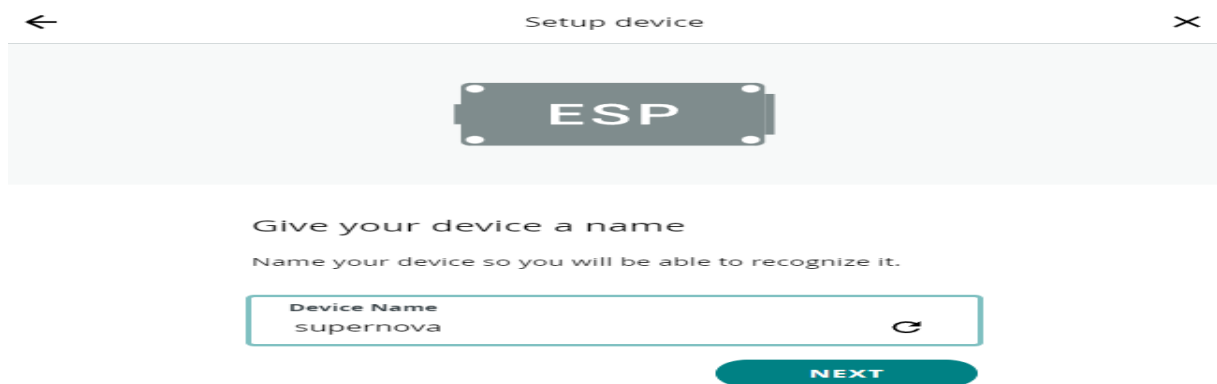 Setup device
ESP
Give your device a name
Name your device so you will be able to recognize it.
Device Name
supernova
NEXT